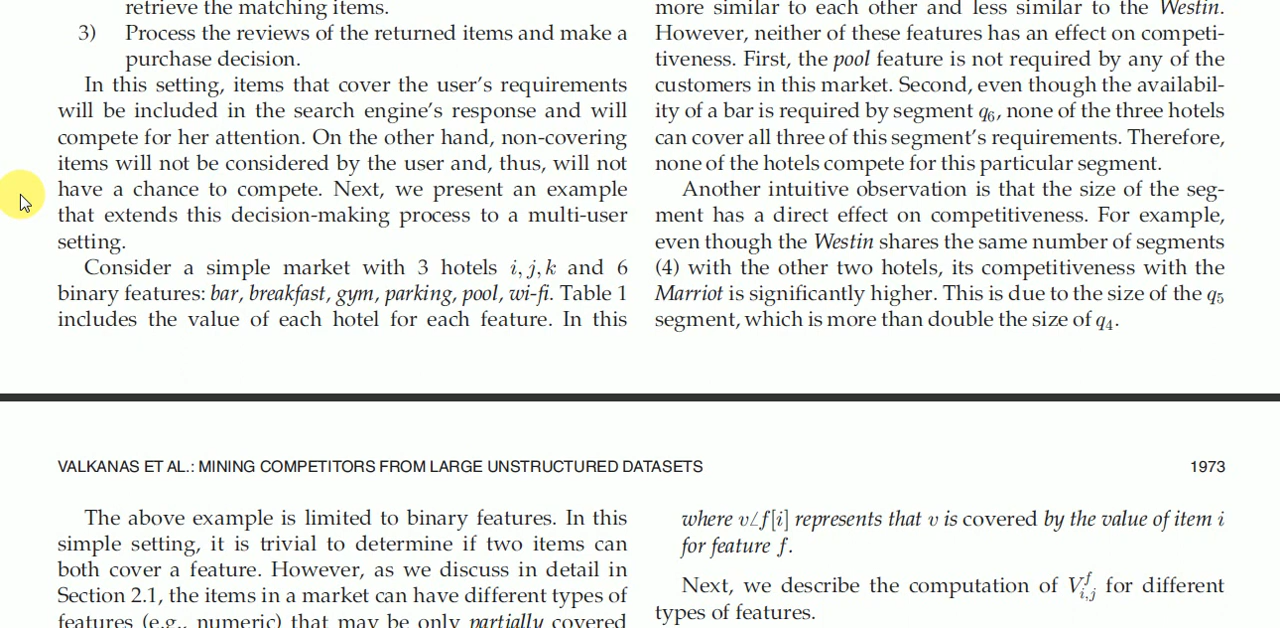 retrieve the matching items.
3) Process the reviews of the returned items and make a
purchase decision.
In this setting, items that cover the user's requirements
will be included in the search engine's response and will
compete for her attention. On the other hand, non-covering
items will not be considered by the user and, thus, will not
have a chance to compete. Next, we present an example
that extends this decision-making process to a multi-user
setting.
Consider a simple market with 3 hotels i, j, k and 6
binary features: bar, breakfast, gym, parking, pool, wi-fi. Table 1
includes the value of each hotel for each feature. In this
more similar to each other and less similar to the Westin.
However, neither of these features has an effect on competi-
tiveness. First, the pool feature is not required by any of the
customers in this market. Second, even though the availabil-
ity of a bar is required by segment q6, none of the three hotels
can cover all three of this segment's requirements. Therefore,
none of the hotels compete for this particular segment.
Another intuitive observation is that the size of the seg-
ment has a direct effect on competitiveness. For example,
even though the Westin shares the same number of segments
(4) with the other two hotels, its competitiveness with the
Marriot is significantly higher. This is due to the size of the q5
segment, which is more than double the size of q4.
VALKANAS ET AL.: MINING COMPETITORS FROM LARGE UNSTRUCTURED DATASETS
1973
The above example is limited to binary features. In this
simple setting, it is trivial to determine if two items can
both cover a feature. However, as we discuss in detail in
Section 2.1, the items in a market can have different types of
features (e.g., numeric) that may be only partially covered
where v∠f[i] represents that v is covered by the value of item i
for feature f.
Next, we describe the computation of V^f_{i,j} for different
types of features.